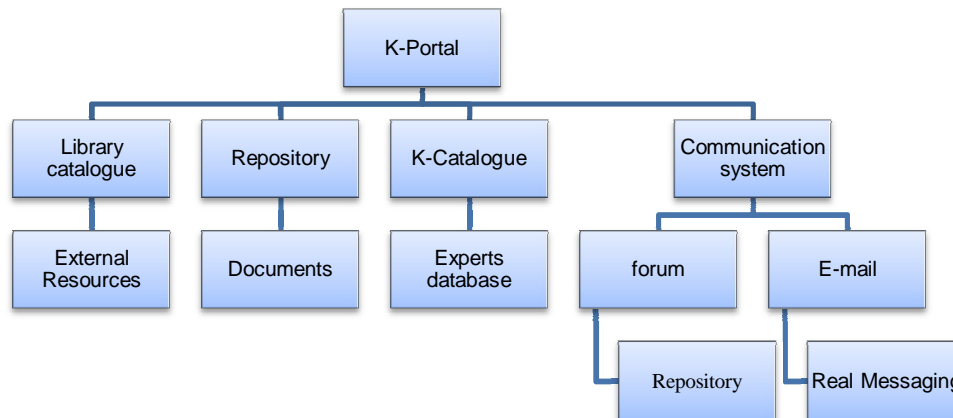 K-Portal
Library
catalogue
Repository
K-Catalogue
Communication
system
External
Resources
Documents
Experts
database
forum
E-mail
Repository
Real Messaging